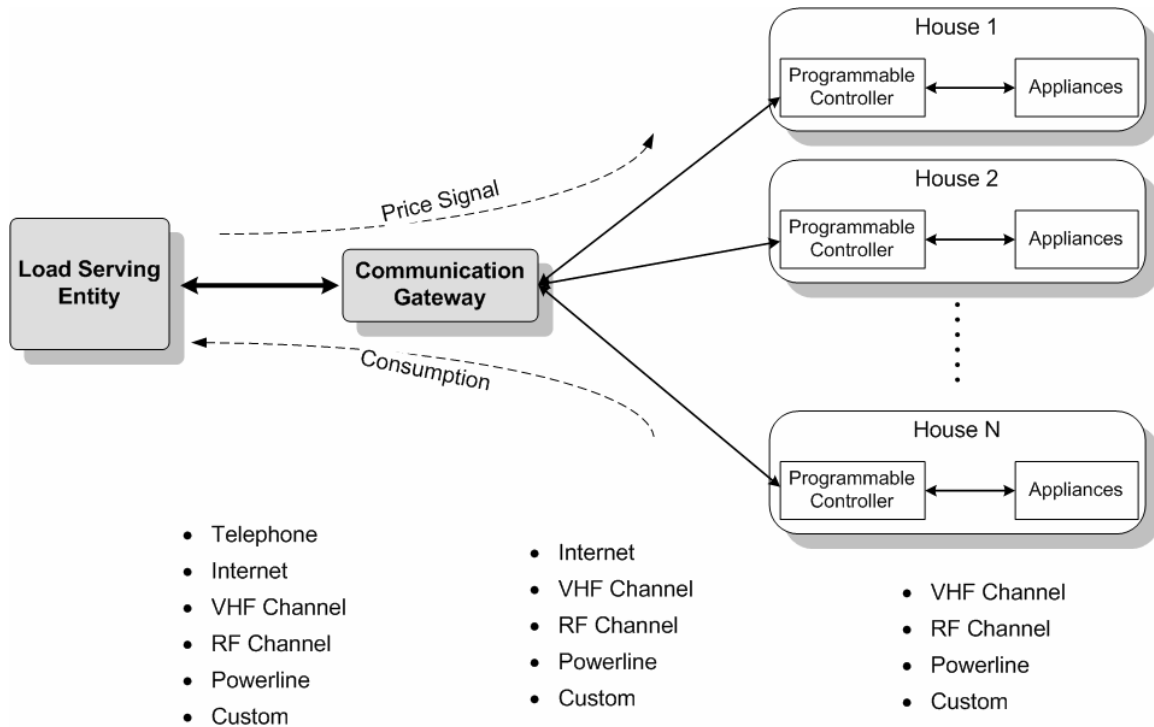 House 1
Programmable
Controller
Appliances
House 2
Programmable
Controller
Appliances
Price Signal
Load Serving
Entity
Communication
Gateway
Consumption
House N
Programmable
Controller
Appliances
• Telephone
• Internet
• VHF Channel
• RF Channel
• Powerline
• Custom
• Internet
• VHF Channel
• RF Channel
• Powerline
• Custom
• VHF Channel
• RF Channel
• Powerline
• Custom